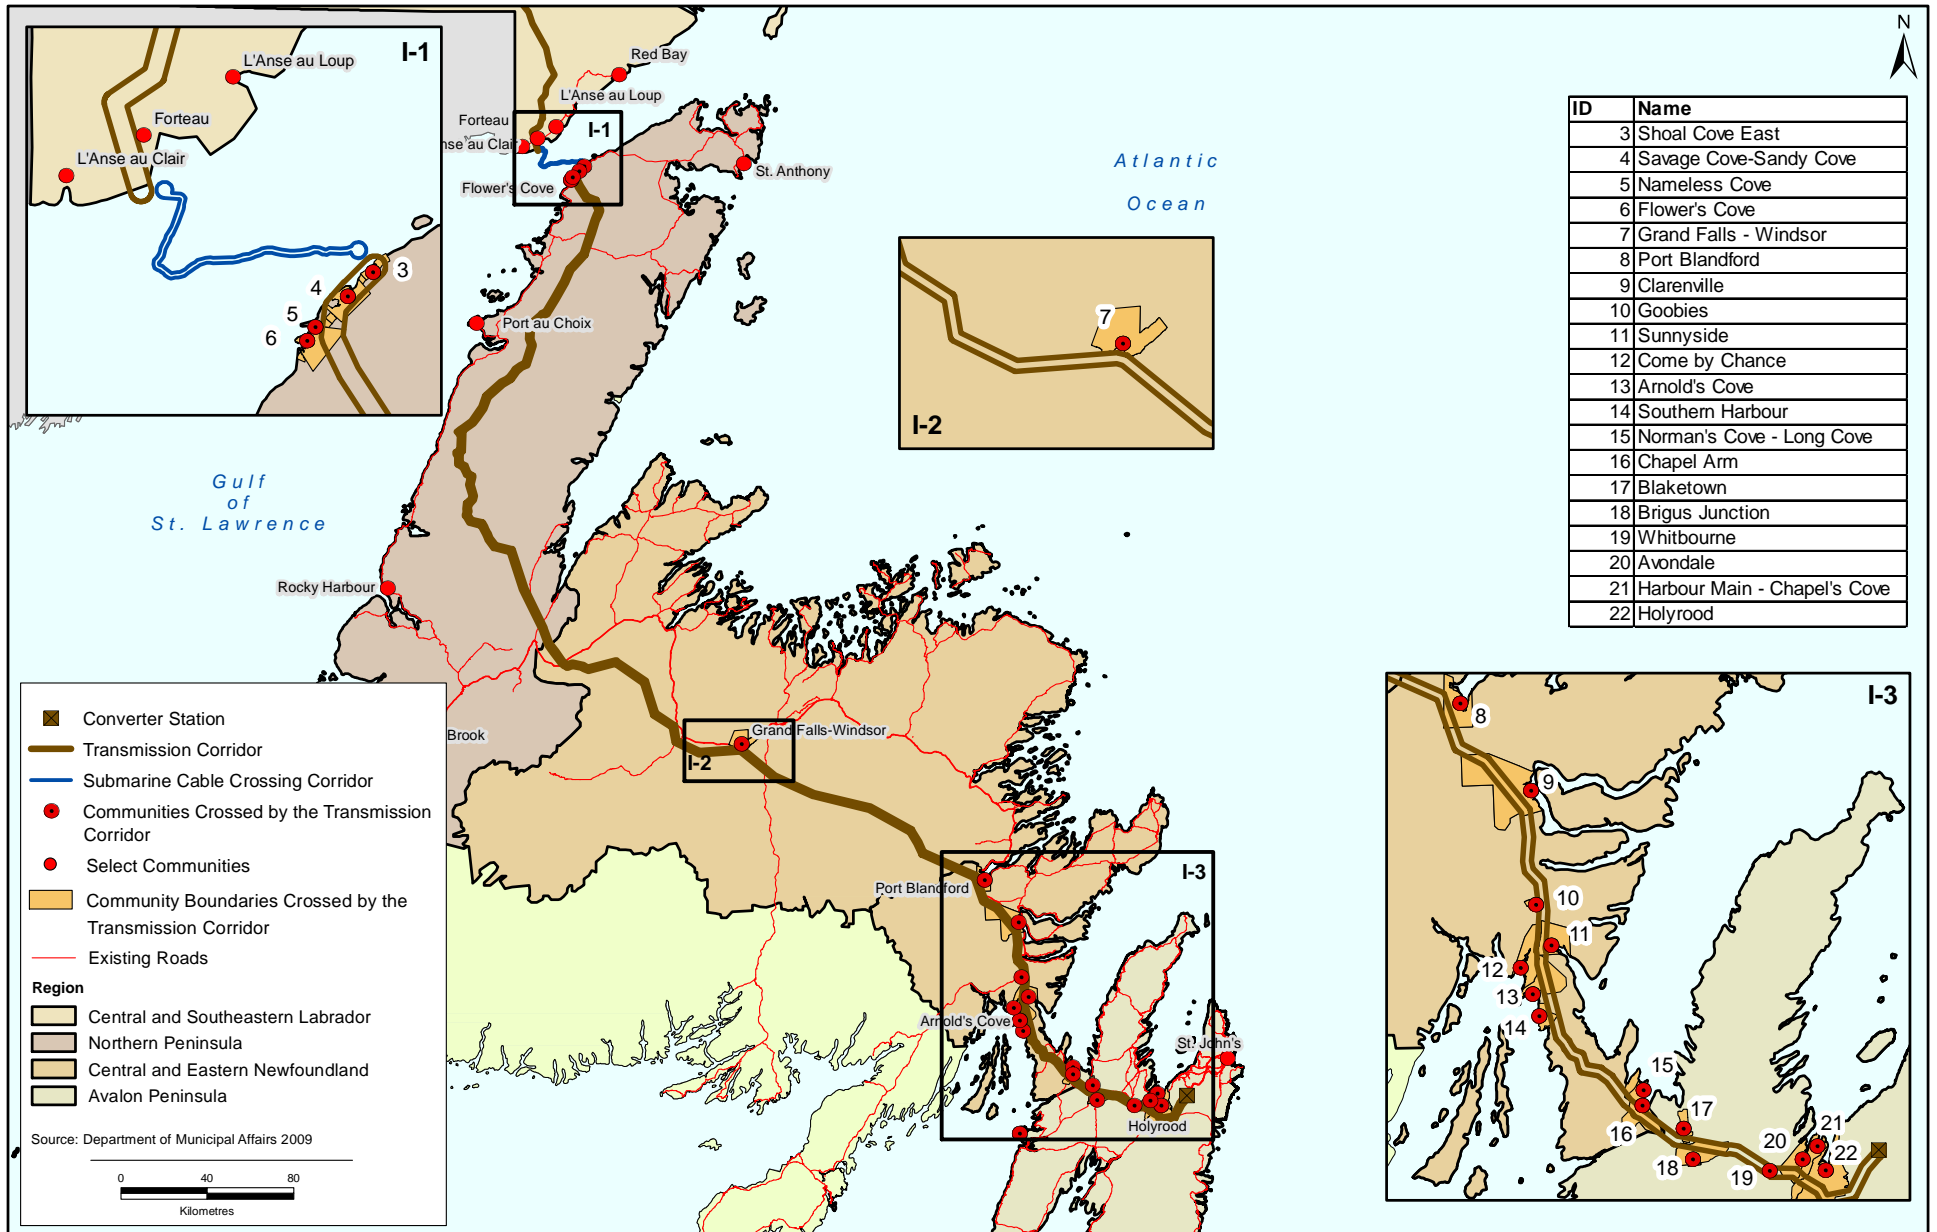 I-1
L'Anse au Loup
Forteau
L'Anse au Clair
3
4
5
6
Red Bay
L'Anse au Loup
Forteau
nse au Clair
I-1
Flower's Cove
St. Anthony
Port au Choix
Atlantic
Ocean
N
7
I-2
ID Name
3 Shoal Cove East
4 Savage Cove-Sandy Cove
5 Nameless Cove
6 Flower's Cove
7 Grand Falls - Windsor
8 Port Blandford
9 Clarenville
10 Goobies
11 Sunnyside
12 Come by Chance
13 Arnold's Cove
14 Southern Harbour
15 Norman's Cove - Long Cove
16 Chapel Arm
17 Blaketown
18 Brigus Junction
19 Whitbourne
20 Avondale
21 Harbour Main - Chapel's Cove
22 Holyrood
Gulf
of
St. Lawrence
Rocky Harbour
Brook
Grand Falls-Windsor
I-2
Port Blandford
I-3
Arnold's Cove
St. John's
Holyrood
I-3
8
9
10
11
12
13
14
15
16
17
18
19
20
21
22
Converter Station
Transmission Corridor
Submarine Cable Crossing Corridor
Communities Crossed by the Transmission
Corridor
Select Communities
Community Boundaries Crossed by the
Transmission Corridor
Existing Roads
Region
Central and Southeastern Labrador
Northern Peninsula
Central and Eastern Newfoundland
Avalon Peninsula
Source: Department of Municipal Affairs 2009
0 40 80
Kilometres